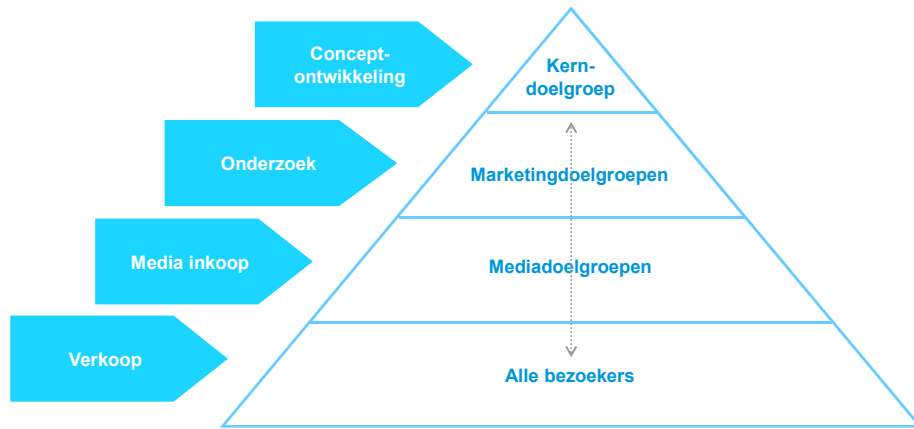 Concept-
ontwikkeling
Kern-
doelgroep
Onderzoek
Marketingdoelgroepen
Media inkoop
Mediadoelgroepen
Verkoop
Alle bezoekers